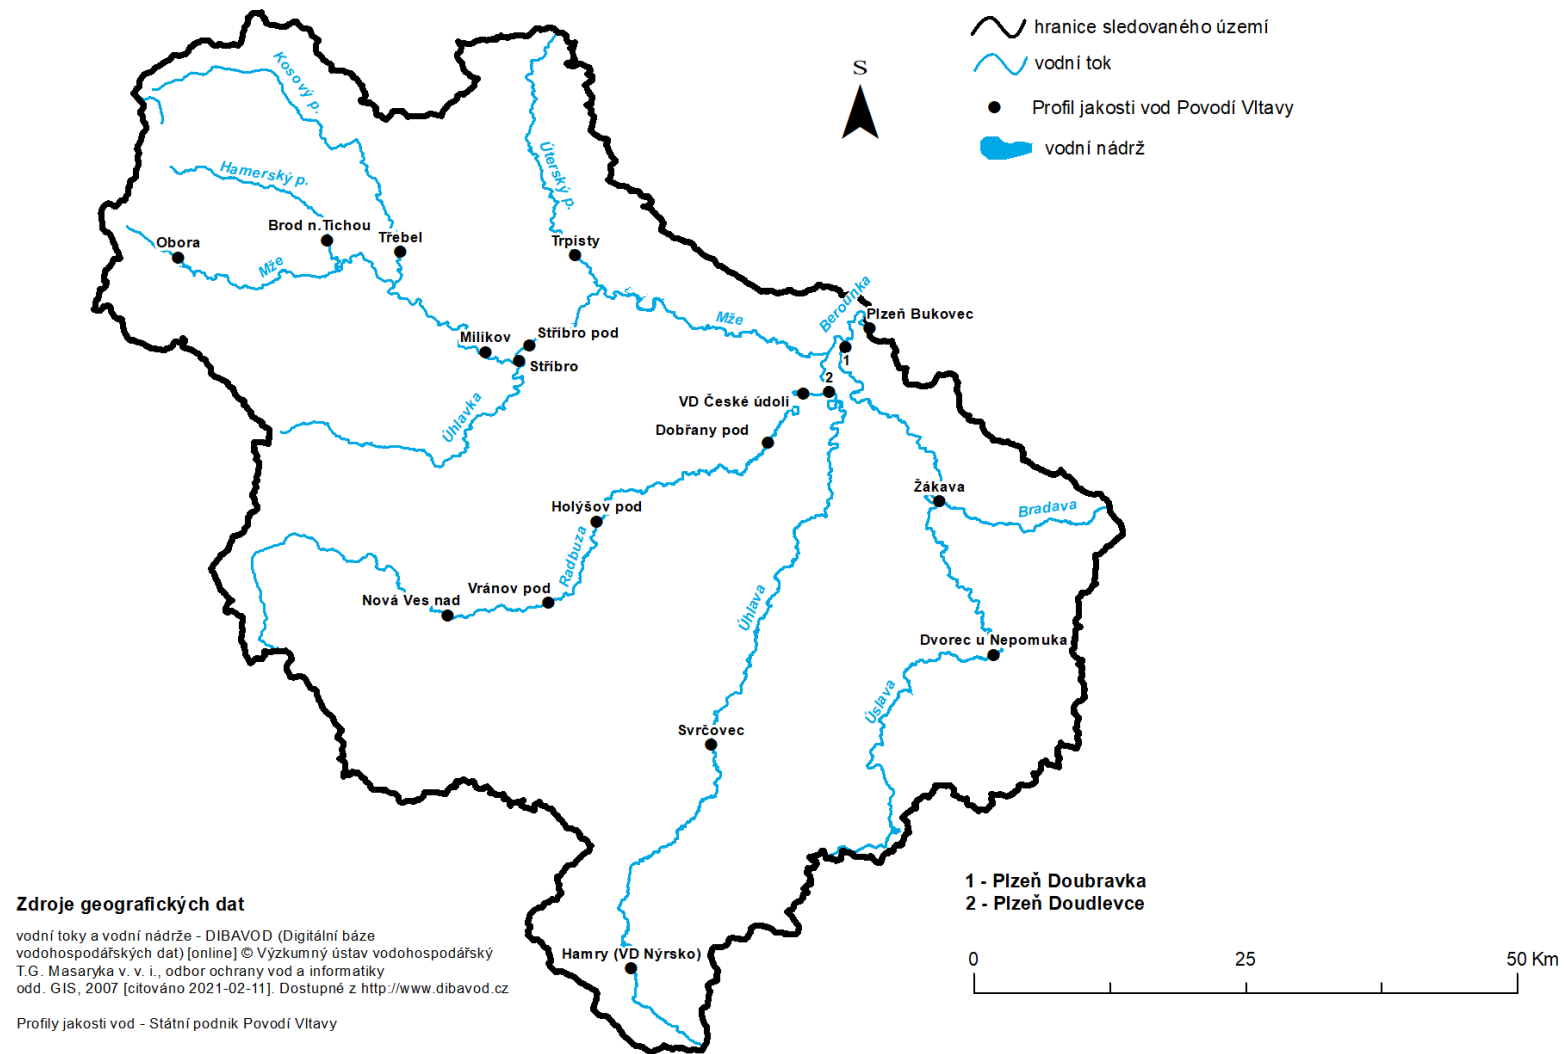 hranice sledovaného území
vodní tok
Profil jakosti vod Povodí Vltavy
vodní nádrž
S
Kosový p.
Hamerský p.
Úterský p.
Brod n.Tichou
Obora
Třebel
Trpísty
Mže
Berounka
Plzeň Bukovec
Mže
Milíkov
Stříbro pod
Stříbro
1
2
VD České údolí
Úhlavka
Dobřany pod
Žákava
Bradava
Holýšov pod
Radbuza
Vránov pod
Nová Ves nad
Úhlava
Dvorec u Nepomuka
Úslava
Svrčovec
Hamry (VD Nýrsko)
1 - Plzeň Doubravka
2 - Plzeň Doudlevce
0 25 50 Km
Zdroje geografických dat
vodní toky a vodní nádrže - DIBAVOD (Digitální báze
vodohospodářských dat) [online] © Výzkumný ústav vodohospodářský
T.G. Masaryka v. v. i., odbor ochrany vod a informatiky
odd. GIS, 2007 [citováno 2021-02-11]. Dostupné z http://www.dibavod.cz
Profily jakosti vod - Státní podnik Povodí Vltavy